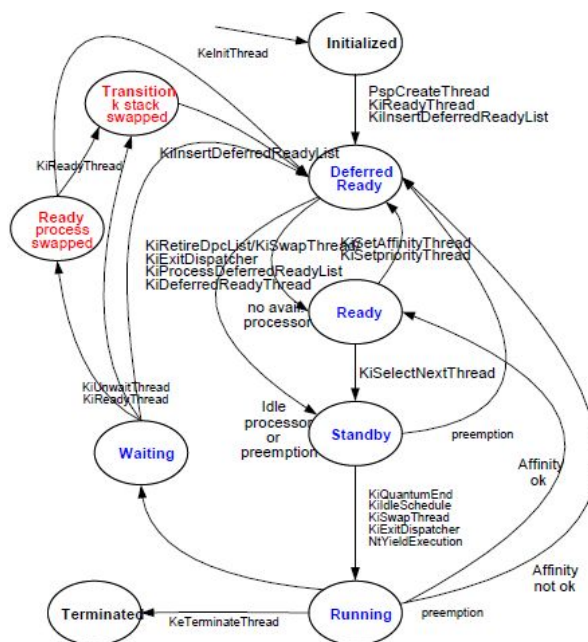 Initialized
KeInitThread
PspCreateThread
KiReadyThread
KiInsertDeferredReadyList
Transition
k stack
swapped
KiInsertDeferredReadyList
KiReadyThread
Deferred
Ready
Ready
process
swapped
KiRetireDpcList/KiSwapThread
KiExitDispatcher
KiProcessDeferredReadyList
KiDeferredReadyThread
KiSetAffinityThread
KiSetpriorityThread
no avail.
processor
Ready
KiSelectNextThread
KiUnwaitThread
KiReadyThread
Idle
processor
or
preemption
Standby
preemption
Waiting
Affinity
ok
KiQuantumEnd
KiIdleSchedule
KiSwapThread
KiExitDispatcher
NtYieldExecution
Affinity
not ok
Terminated
KeTerminateThread
Running
preemption